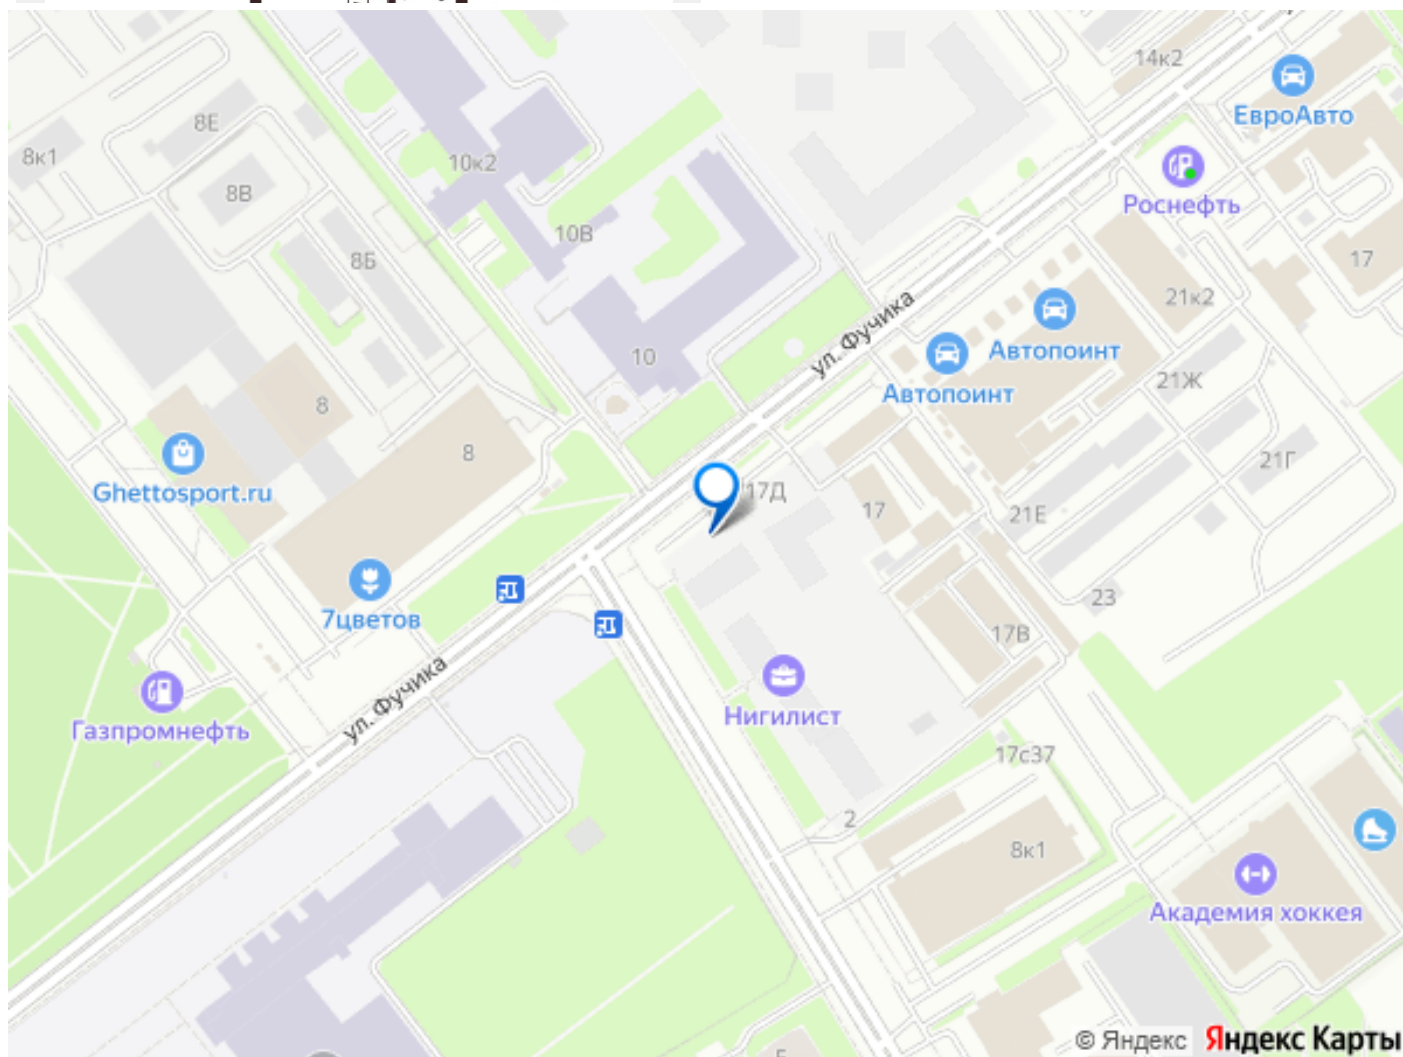 14к2
ЕвроАвто
8Е
8к1
10к2
8В
Роснефть
10В
8Б
17
21к2
ул. Фучика
Автопоинт
10
Автопоинт
21Ж
8
8
21Г
Ghettosport.ru
17Д
17
21Е
7цветов
23
17В
ул. Фучика
Нигилист
Газпромнефть
17с37
2
8к1
Академия хоккея
© Яндекс Яндекс Карты